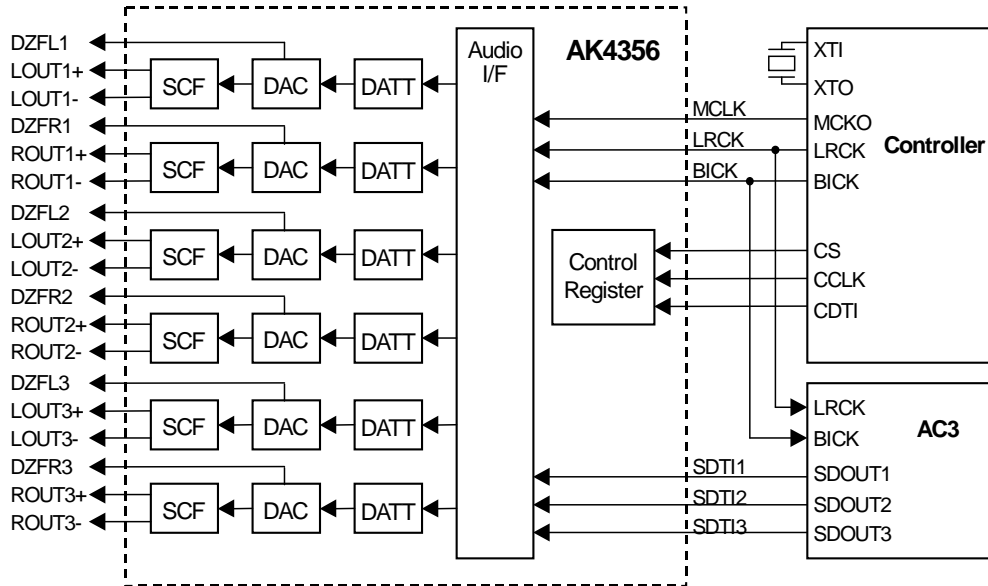 DZFL1
LOUT1+
LOUT1-
SCF
DAC
DATT
DZFR1
ROUT1+
ROUT1-
SCF
DAC
DATT
DZFL2
LOUT2+
LOUT2-
SCF
DAC
DATT
DZFR2
ROUT2+
ROUT2-
SCF
DAC
DATT
DZFL3
LOUT3+
LOUT3-
SCF
DAC
DATT
DZFR3
ROUT3+
ROUT3-
SCF
DAC
DATT
Audio
I/F
AK4356
Control
Register
MCLK
LRCK
BICK
SDTI1
SDTI2
SDTI3
XTI
XTO
MCKO
LRCK
BICK
Controller
CS
CCLK
CDTI
LRCK
BICK
AC3
SDOUT1
SDOUT2
SDOUT3